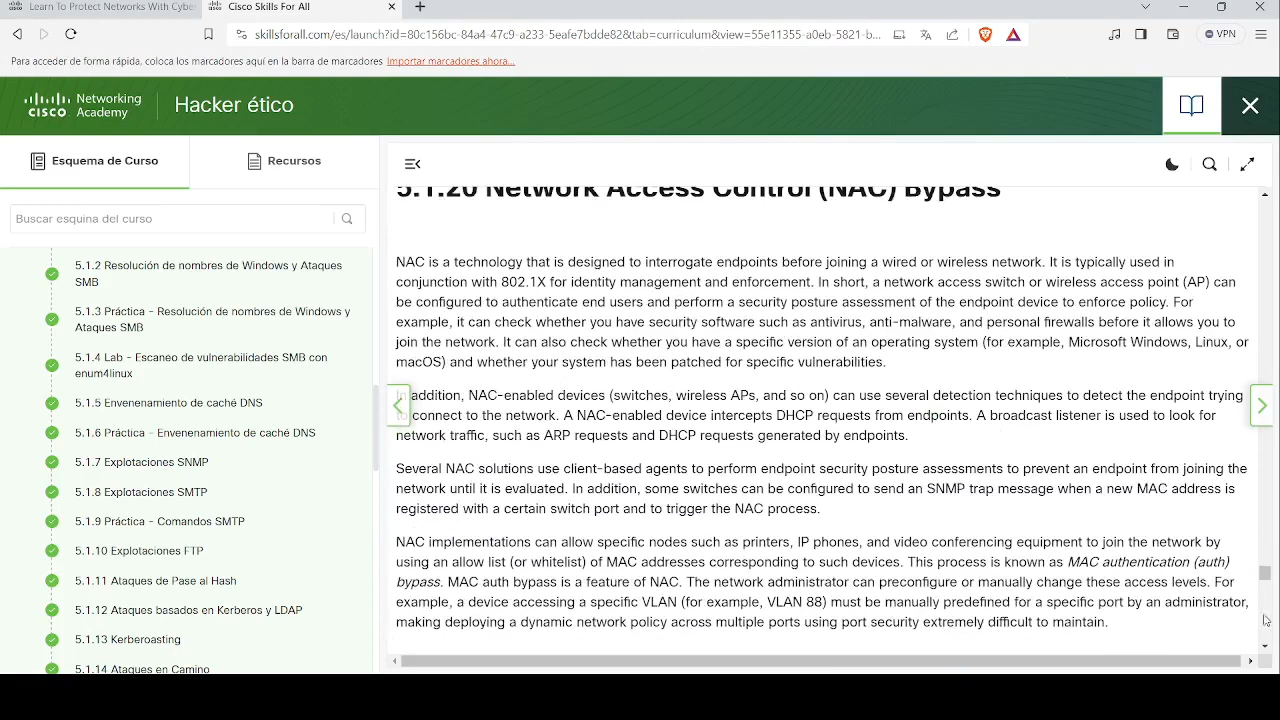 Learn To Protect Networks With Cyber
Cisco Skills For All
skillsforall.com/es/launch?id=80c156bc-84a4-47c9-a233-5eafe7bdde82&tab=curriculum&view=55e11355-a0eb-5821-b...
VPN
Para acceder de forma rápida, coloca los marcadores aquí en la barra de marcadores Importar marcadores ahora...
CISCO Networking Academy
Hacker ético
Esquema de Curso
Recursos
Buscar esquina del curso
5.1.2 Resolución de nombres de Windows y Ataques
SMB
5.1.3 Práctica - Resolución de nombres de Windows y
Ataques SMB
5.1.4 Lab - Escaneo de vulnerabilidades SMB con
enum4linux
5.1.5 Envenenamiento de caché DNS
5.1.6 Práctica - Envenenamiento de caché DNS
5.1.7 Explotaciones SNMP
5.1.8 Explotaciones SMTP
5.1.9 Práctica - Comandos SMTP
5.1.10 Explotaciones FTP
5.1.11 Ataques de Pase al Hash
5.1.12 Ataques basados en Kerberos y LDAP
5.1.13 Kerberoasting
5.1.14 Ataques en Camino
5.1.20 Network Access Control (NAC) Bypass
NAC is a technology that is designed to interrogate endpoints before joining a wired or wireless network. It is typically used in
conjunction with 802.1X for identity management and enforcement. In short, a network access switch or wireless access point (AP) can
be configured to authenticate end users and perform a security posture assessment of the endpoint device to enforce policy. For
example, it can check whether you have security software such as antivirus, anti-malware, and personal firewalls before it allows you to
join the network. It can also check whether you have a specific version of an operating system (for example, Microsoft Windows, Linux, or
macOS) and whether your system has been patched for specific vulnerabilities.
In addition, NAC-enabled devices (switches, wireless APs, and so on) can use several detection techniques to detect the endpoint trying
to connect to the network. A NAC-enabled device intercepts DHCP requests from endpoints. A broadcast listener is used to look for
network traffic, such as ARP requests and DHCP requests generated by endpoints.
Several NAC solutions use client-based agents to perform endpoint security posture assessments to prevent an endpoint from joining the
network until it is evaluated. In addition, some switches can be configured to send an SNMP trap message when a new MAC address is
registered with a certain switch port and to trigger the NAC process.
NAC implementations can allow specific nodes such as printers, IP phones, and video conferencing equipment to join the network by
using an allow list (or whitelist) of MAC addresses corresponding to such devices. This process is known as MAC authentication (auth)
bypass. MAC auth bypass is a feature of NAC. The network administrator can preconfigure or manually change these access levels. For
example, a device accessing a specific VLAN (for example, VLAN 88) must be manually predefined for a specific port by an administrator,
making deploying a dynamic network policy across multiple ports using port security extremely difficult to maintain.